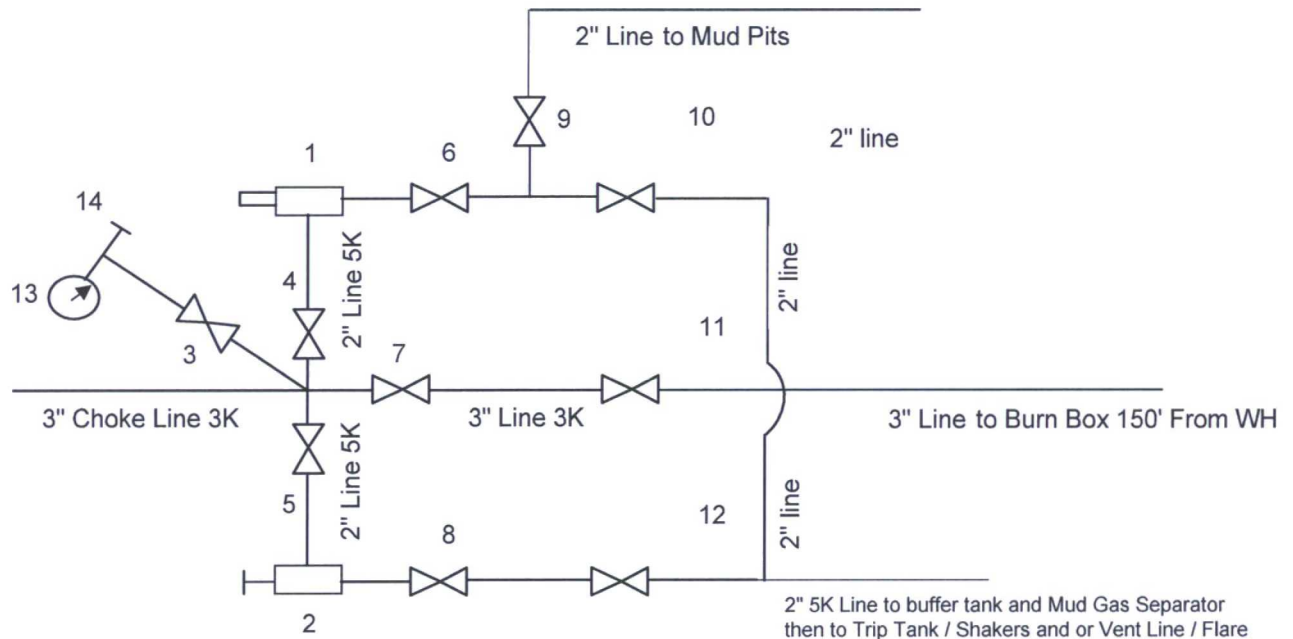 2" Line to Mud Pits
9
10
2" line
1
6
14
4
2" Line 5K
2" line
13
3
7
11
3" Choke Line 3K
3" Line 3K
3" Line to Burn Box 150' From WH
5
2" Line 5K
8
12
2" line
2
2" 5K Line to buffer tank and Mud Gas Separator
then to Trip Tank / Shakers and or Vent Line / Flare